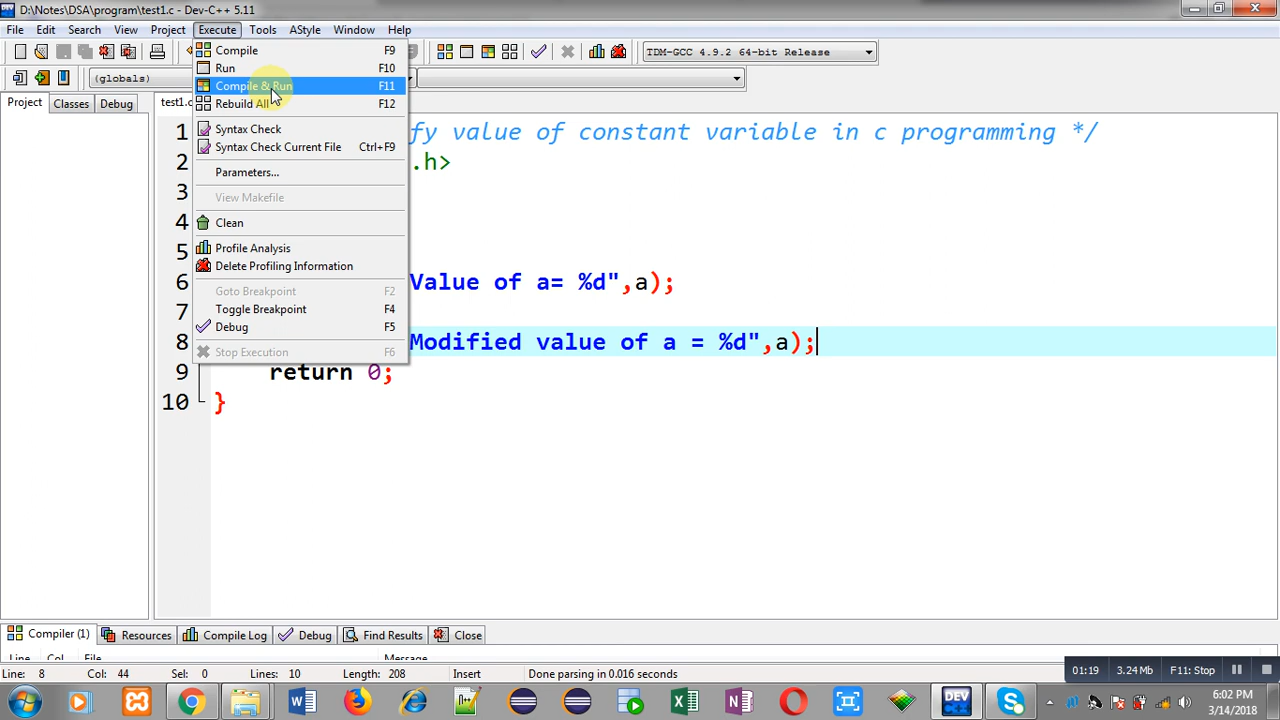 D:\Notes\DSA\program\test1.c - Dev-C++ 5.11
File Edit Search View Project Execute Tools AStyle Window Help
TDM-GCC 4.9.2 64-bit Release
(globals)
Project Classes Debug test1.c
Compile F9
Run F10
Compile & Run F11
Rebuild All F12
Syntax Check
Syntax Check Current File Ctrl+F9
Parameters...
View Makefile
Clean
Profile Analysis
Delete Profiling Information
Goto Breakpoint F2
Toggle Breakpoint F4
Debug F5
Stop Execution F6
1 fy value of constant variable in c programming */
2 .h>
3
4
5
6 Value of a= %d",a);
7
8 Modified value of a = %d",a);
9 return 0;
10 }
Compiler (1) Resources Compile Log Debug Find Results Close
Line Col. File Message
Line: 8 Col: 44 Sel: 0 Lines: 10 Length: 208 Insert Done parsing in 0.016 seconds
01:19 3.24 Mb F11: Stop
DEV
6:02 PM
3/14/2018